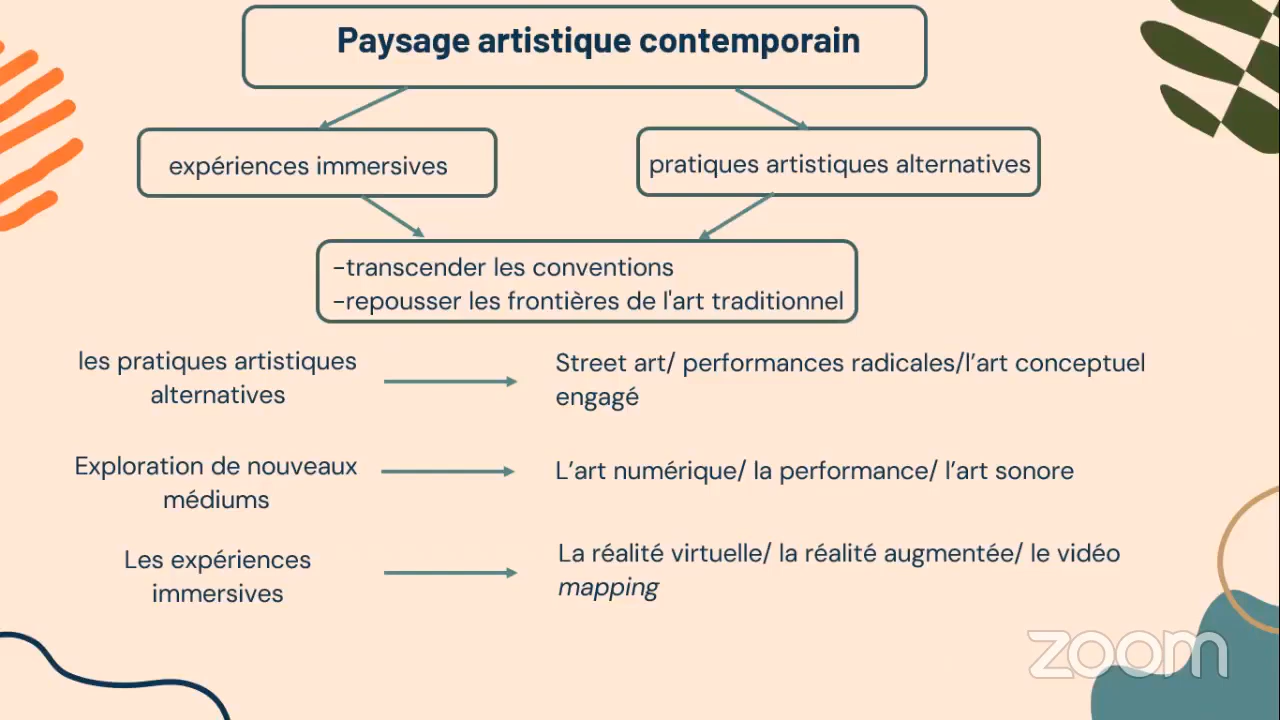 Paysage artistique contemporain
expériences immersives
pratiques artistiques alternatives
-transcender les conventions
-repousser les frontières de l'art traditionnel
les pratiques artistiques
alternatives
Street art/ performances radicales/l’art conceptuel
engagé
Exploration de nouveaux
médiums
L’art numérique/ la performance/ l’art sonore
Les expériences
immersives
La réalité virtuelle/ la réalité augmentée/ le vidéo
mapping
zoom